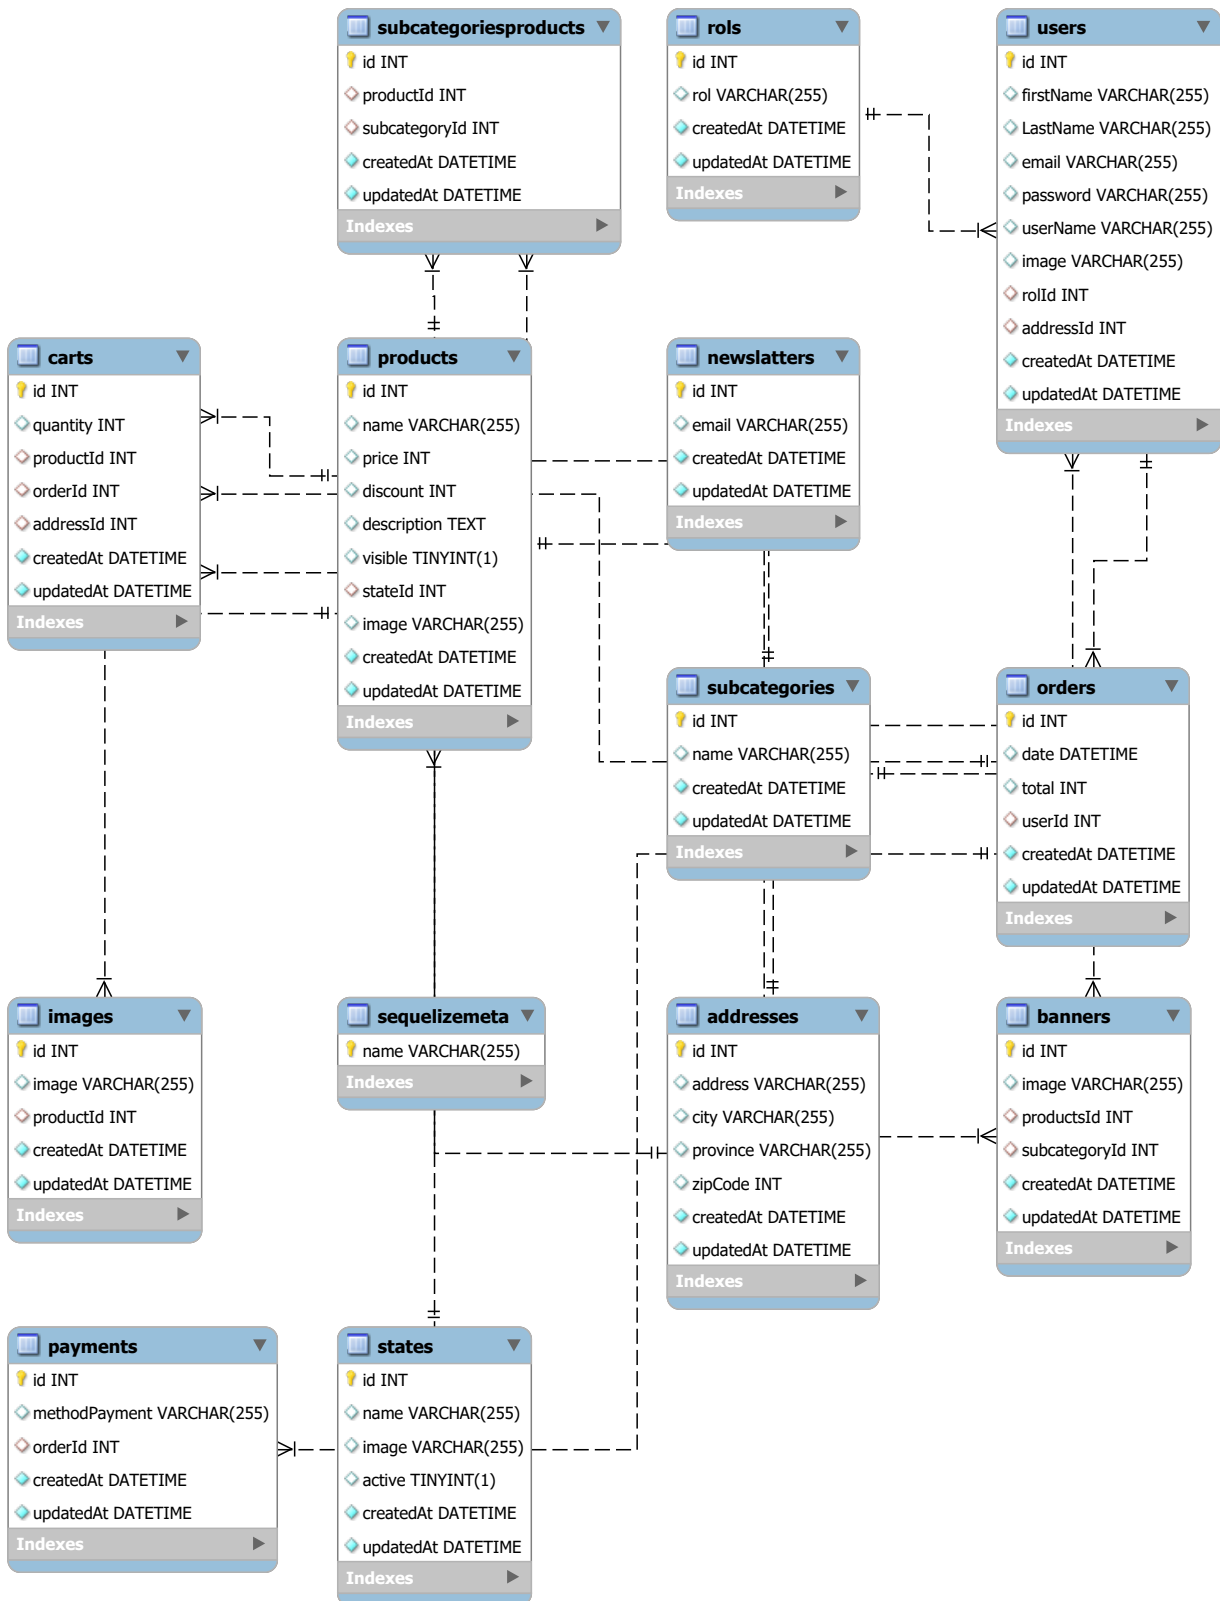 subcategoriesproducts
id INT
productId INT
subcategoryId INT
createdAt DATETIME
updatedAt DATETIME
Indexes
rols
id INT
rol VARCHAR(255)
createdAt DATETIME
updatedAt DATETIME
Indexes
users
id INT
firstName VARCHAR(255)
LastName VARCHAR(255)
email VARCHAR(255)
password VARCHAR(255)
userName VARCHAR(255)
image VARCHAR(255)
rolId INT
addressId INT
createdAt DATETIME
updatedAt DATETIME
Indexes
carts
id INT
quantity INT
productId INT
orderId INT
addressId INT
createdAt DATETIME
updatedAt DATETIME
Indexes
products
id INT
name VARCHAR(255)
price INT
discount INT
description TEXT
visible TINYINT(1)
stateId INT
image VARCHAR(255)
createdAt DATETIME
updatedAt DATETIME
Indexes
newslatters
id INT
email VARCHAR(255)
createdAt DATETIME
updatedAt DATETIME
Indexes
subcategories
id INT
name VARCHAR(255)
createdAt DATETIME
updatedAt DATETIME
Indexes
orders
id INT
date DATETIME
total INT
userId INT
createdAt DATETIME
updatedAt DATETIME
Indexes
images
id INT
image VARCHAR(255)
productId INT
createdAt DATETIME
updatedAt DATETIME
Indexes
sequelizemeta
name VARCHAR(255)
Indexes
addresses
id INT
address VARCHAR(255)
city VARCHAR(255)
province VARCHAR(255)
zipCode INT
createdAt DATETIME
updatedAt DATETIME
Indexes
banners
id INT
image VARCHAR(255)
productsId INT
subcategoryId INT
createdAt DATETIME
updatedAt DATETIME
Indexes
payments
id INT
methodPayment VARCHAR(255)
orderId INT
createdAt DATETIME
updatedAt DATETIME
Indexes
states
id INT
name VARCHAR(255)
image VARCHAR(255)
active TINYINT(1)
createdAt DATETIME
updatedAt DATETIME
Indexes